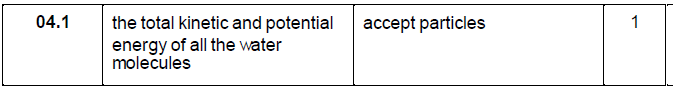 04.1 the total kinetic and potential accept particles 1
energy of all the water
molecules